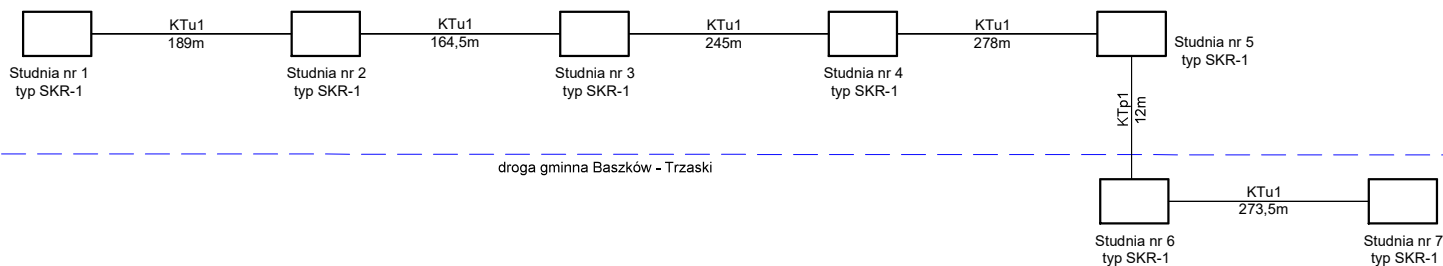 KTu1
189m
KTu1
164,5m
KTu1
245m
KTu1
278m
Studnia nr 1
typ SKR-1
Studnia nr 2
typ SKR-1
Studnia nr 3
typ SKR-1
Studnia nr 4
typ SKR-1
Studnia nr 5
typ SKR-1
KTp1
12m
droga gminna Baszków - Trzaski
KTu1
273,5m
Studnia nr 6
typ SKR-1
Studnia nr 7
typ SKR-1